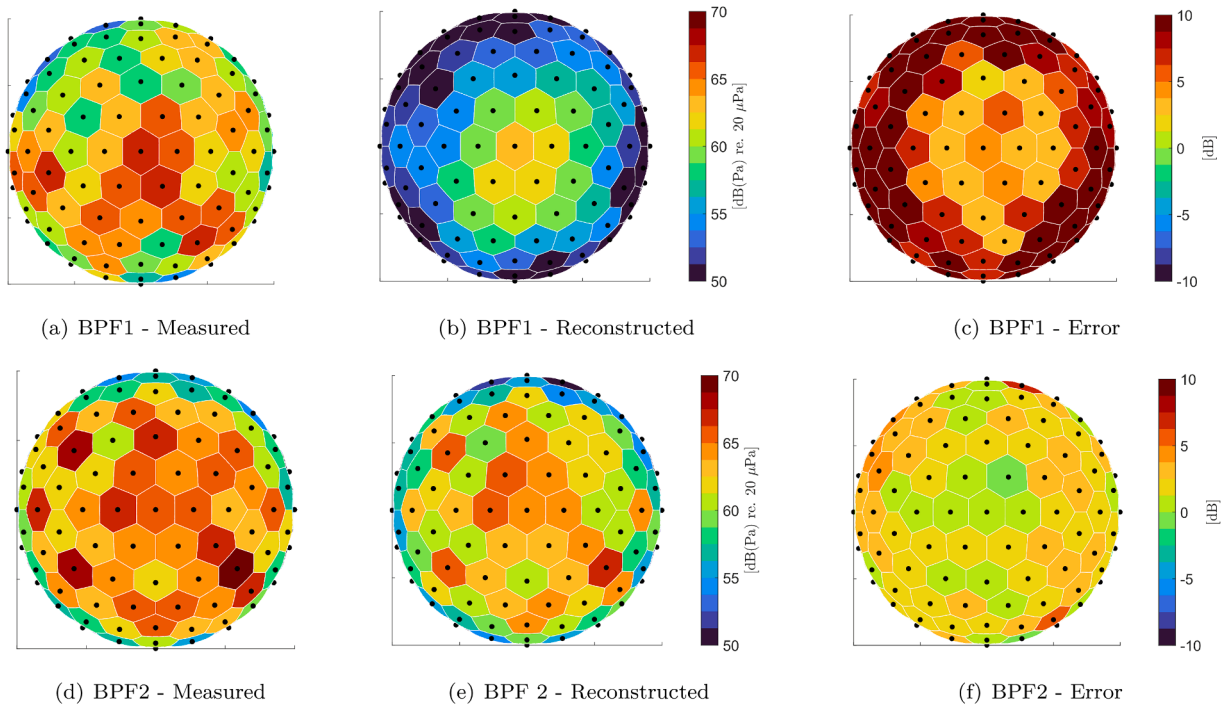 70
65
60
55
50
[dB(Pa) re. 20 μPa]
10
5
0
-5
-10
[dB]
(a) BPF1 - Measured
(b) BPF1 - Reconstructed
(c) BPF1 - Error
70
65
60
55
50
[dB(Pa) re. 20 μPa]
10
5
0
-5
-10
[dB]
(d) BPF2 - Measured
(e) BPF 2 - Reconstructed
(f) BPF2 - Error